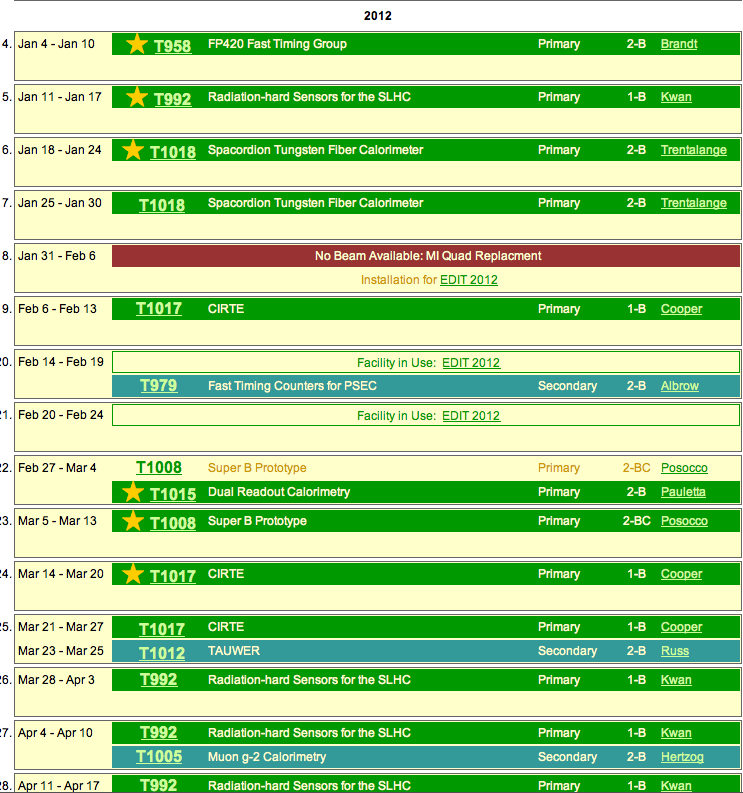 2012
4. Jan 4 - Jan 10 T958 FP420 Fast Timing Group Primary 2-B Brandt
5. Jan 11 - Jan 17 T992 Radiation-hard Sensors for the SLHC Primary 1-B Kwan
6. Jan 18 - Jan 24 T1018 Spacordion Tungsten Fiber Calorimeter Primary 2-B Trentalange
7. Jan 25 - Jan 30 T1018 Spacordion Tungsten Fiber Calorimeter Primary 2-B Trentalange
8. Jan 31 - Feb 6 No Beam Available: MI Quad Replacment
Installation for EDIT 2012
9. Feb 6 - Feb 13 T1017 CIRTE Primary 1-B Cooper
20. Feb 14 - Feb 19 Facility in Use: EDIT 2012
T979 Fast Timing Counters for PSEC Secondary 2-B Albrow
21. Feb 20 - Feb 24 Facility in Use: EDIT 2012
22. Feb 27 - Mar 4 T1008 Super B Prototype Primary 2-BC Posocco
T1015 Dual Readout Calorimetry Primary 2-B Pauletta
23. Mar 5 - Mar 13 T1008 Super B Prototype Primary 2-BC Posocco
24. Mar 14 - Mar 20 T1017 CIRTE Primary 1-B Cooper
25. Mar 21 - Mar 27 T1017 CIRTE Primary 1-B Cooper
Mar 23 - Mar 25 T1012 TAUWER Secondary 2-B Russ
26. Mar 28 - Apr 3 T992 Radiation-hard Sensors for the SLHC Primary 1-B Kwan
27. Apr 4 - Apr 10 T992 Radiation-hard Sensors for the SLHC Primary 1-B Kwan
T1005 Muon g-2 Calorimetry Secondary 2-B Hertzog
28. Apr 11 - Apr 17 T992 Radiation-hard Sensors for the SLHC Primary 1-B Kwan